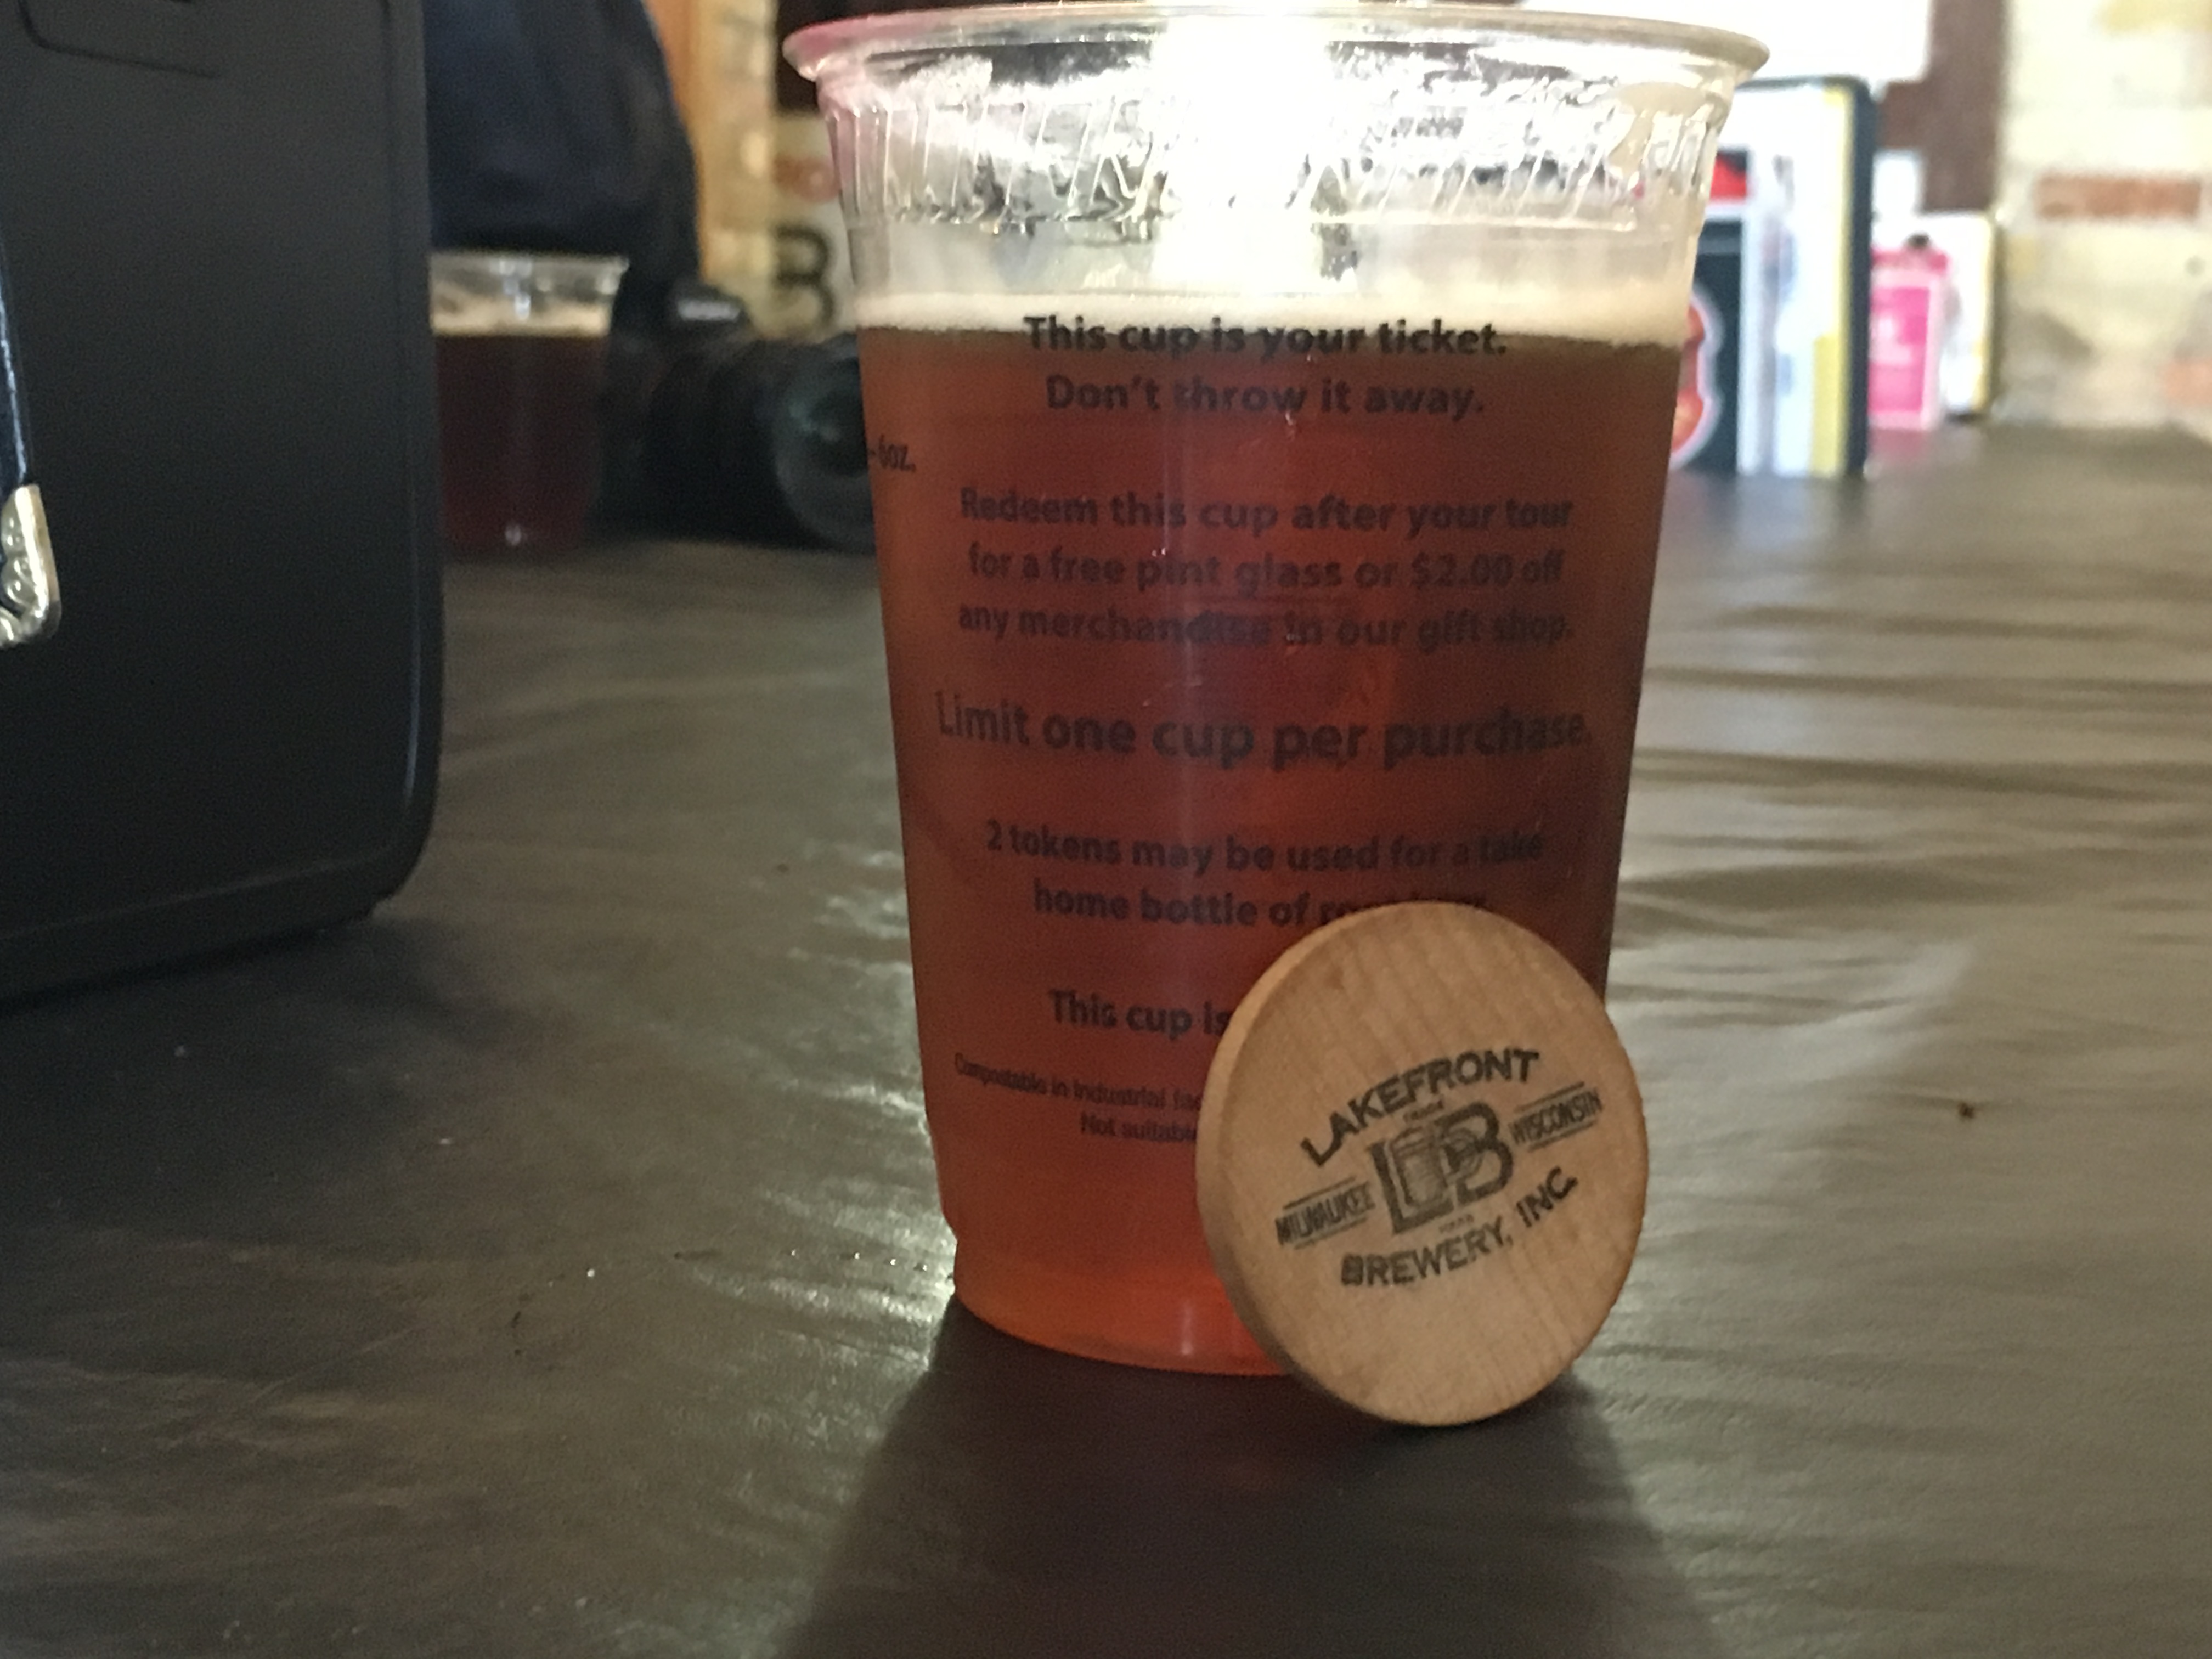 This cup is your ticket.
Don't throw it away.
-6oz.
Redeem this cup after your tour
for a free pint glass or $2.00 off
any merchandise in our gift shop.
Limit one cup per purchase.
2 tokens may be used for a take
home bottle of
This cup is
Compostable in industrial
Not suitable
LAKEFRONT
MILWAUKEE LB WISCONSIN
BREWERY, INC.